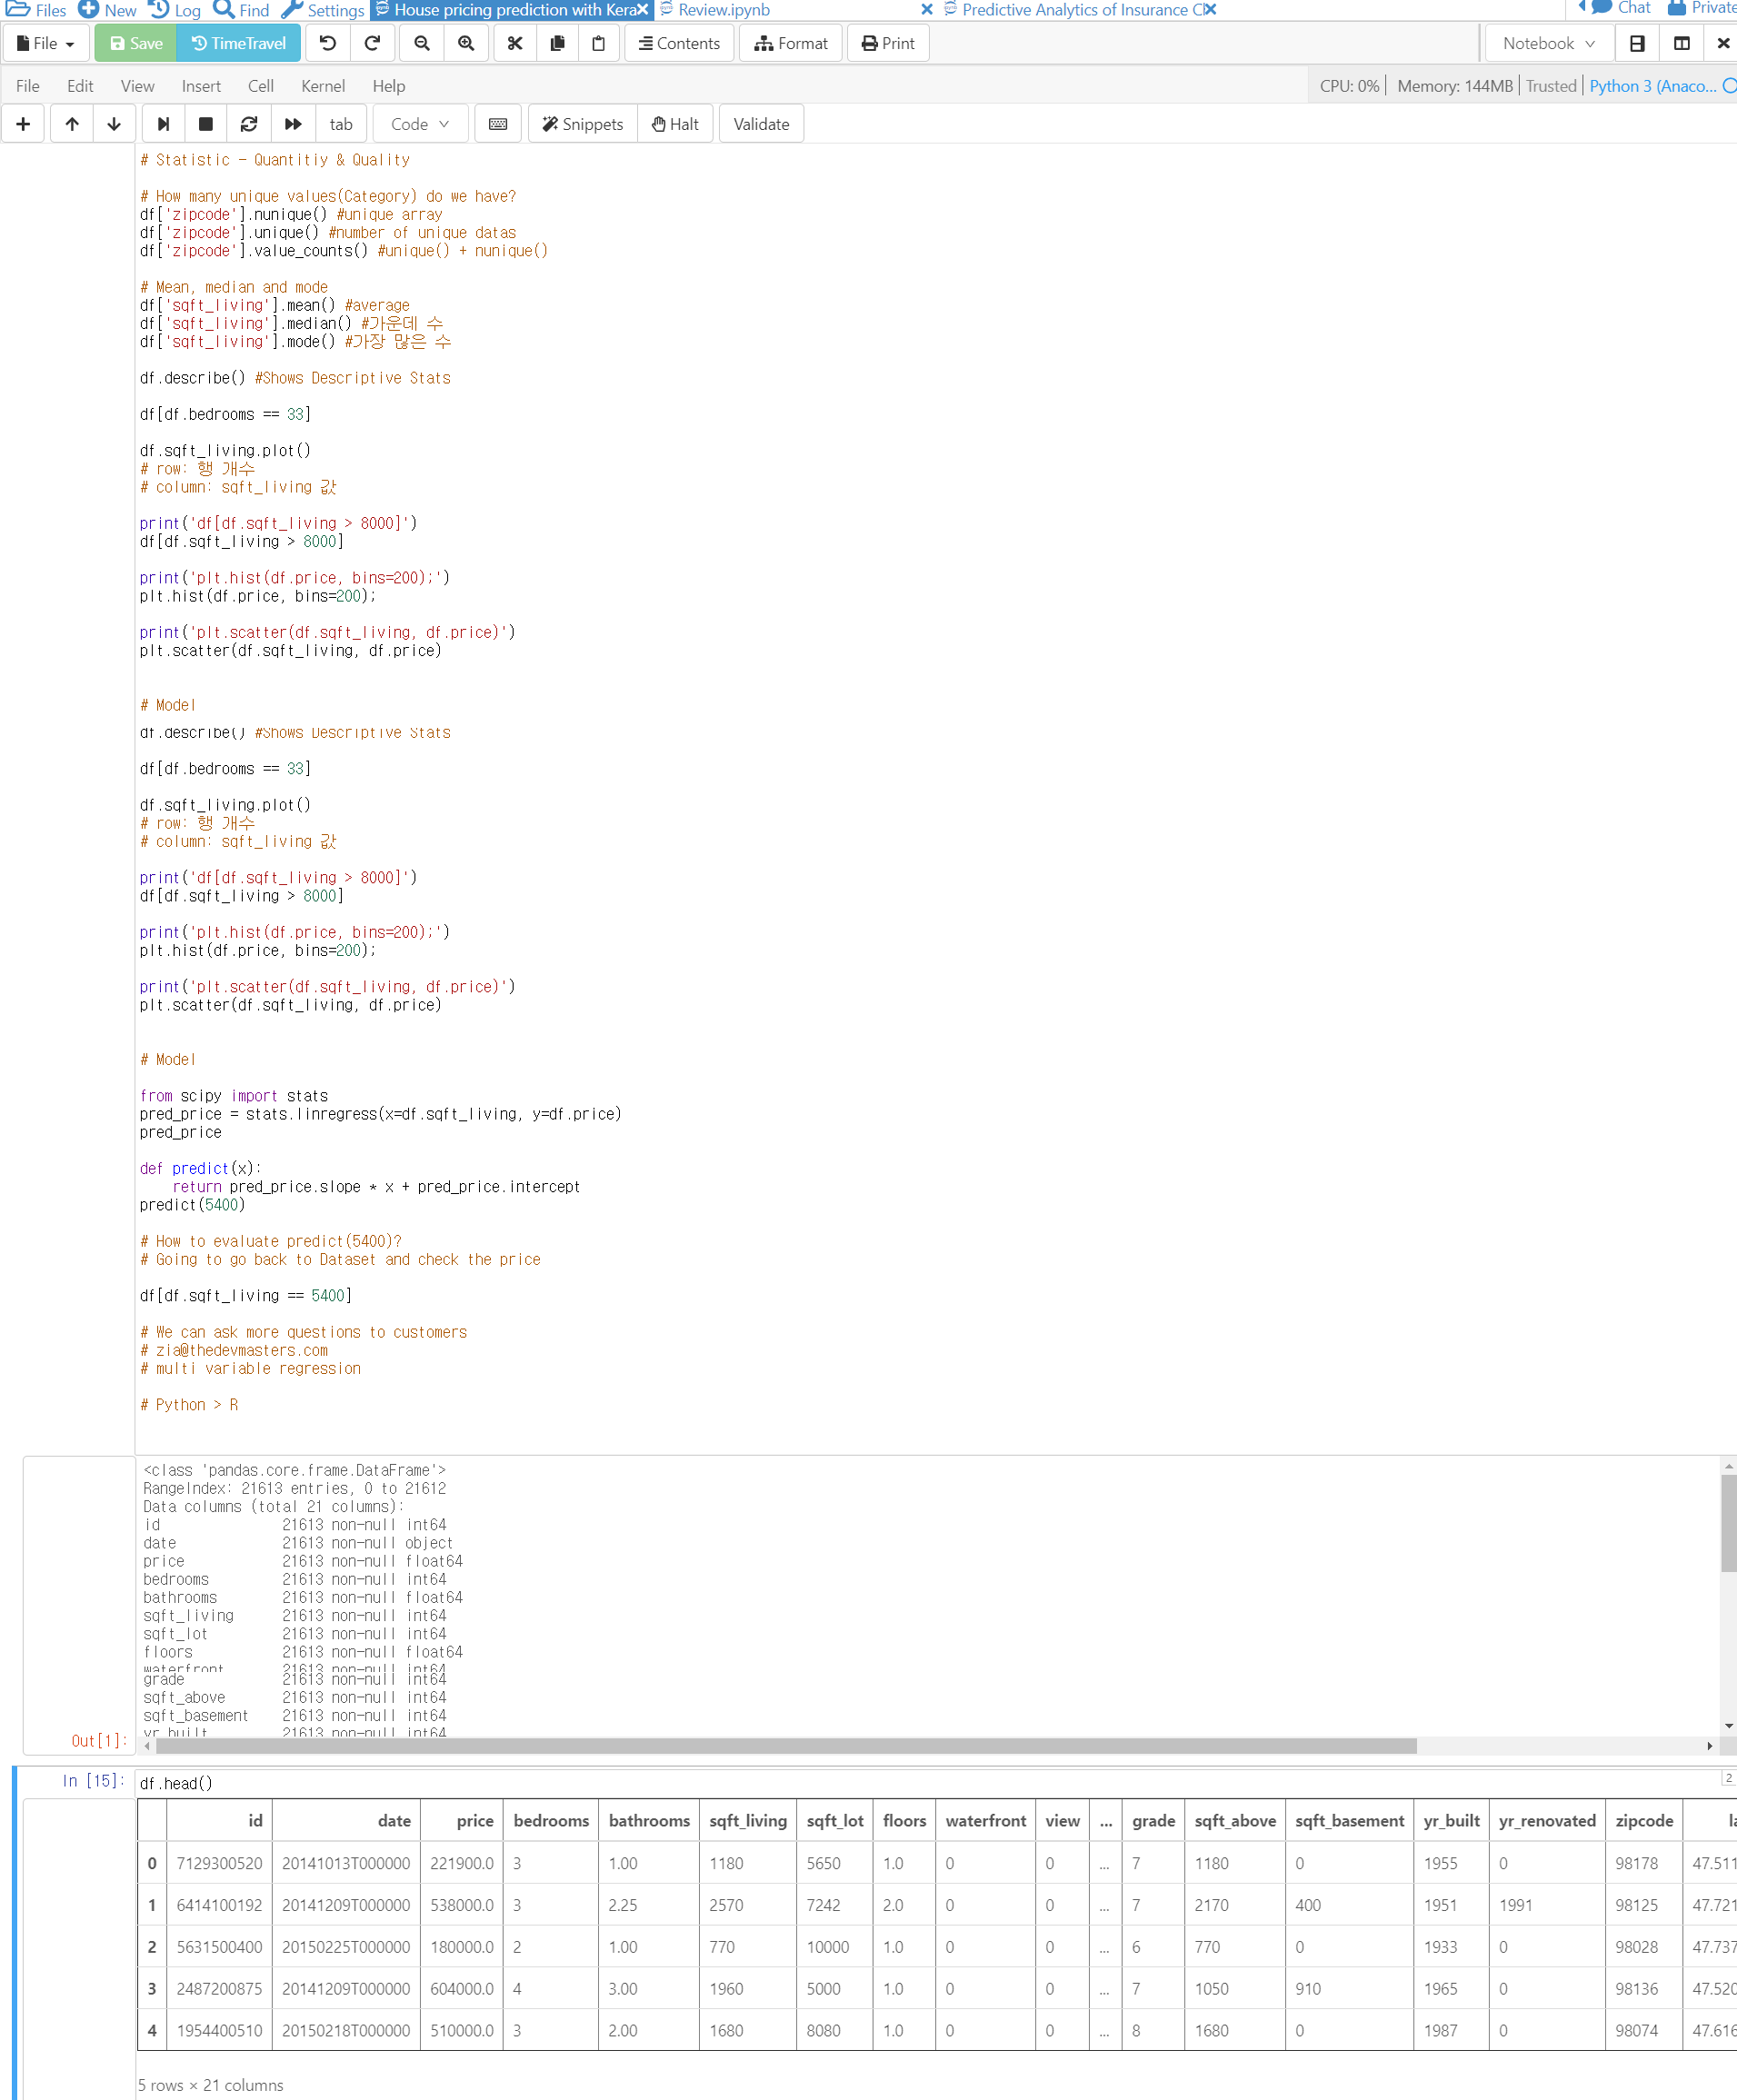 Files New Log Find Settings House pricing prediction with Kera Review.ipynb Predictive Analytics of Insurance Cl Chat Private
File Save TimeTravel Contents Format Print Notebook
File Edit View Insert Cell Kernel Help CPU: 0% Memory: 144MB Trusted Python 3 (Anaco...
tab Code Snippets Halt Validate
# Statistic - Quantitiy & Quality
# How many unique values(Category) do we have?
df['zipcode'].nunique() #unique array
df['zipcode'].unique() #number of unique datas
df['zipcode'].value_counts() #unique() + nunique()
# Mean, median and mode
df['sqft_living'].mean() #average
df['sqft_living'].median() #가운데 수
df['sqft_living'].mode() #가장 많은 수
df.describe() #Shows Descriptive Stats
df[df.bedrooms == 33]
df.sqft_living.plot()
# row: 행 개수
# column: sqft_living 값
print('df[df.sqft_living > 8000]')
df[df.sqft_living > 8000]
print('plt.hist(df.price, bins=200);')
plt.hist(df.price, bins=200);
print('plt.scatter(df.sqft_living, df.price)')
plt.scatter(df.sqft_living, df.price)
# Model
df.describe() #Shows Descriptive Stats
df[df.bedrooms == 33]
df.sqft_living.plot()
# row: 행 개수
# column: sqft_living 값
print('df[df.sqft_living > 8000]')
df[df.sqft_living > 8000]
print('plt.hist(df.price, bins=200);')
plt.hist(df.price, bins=200);
print('plt.scatter(df.sqft_living, df.price)')
plt.scatter(df.sqft_living, df.price)
# Model
from scipy import stats
pred_price = stats.linregress(x=df.sqft_living, y=df.price)
pred_price
def predict(x):
    return pred_price.slope * x + pred_price.intercept
predict(5400)
# How to evaluate predict(5400)?
# Going to go back to Dataset and check the price
df[df.sqft_living == 5400]
# We can ask more questions to customers
# zia@thedevmasters.com
# multi variable regression
# Python > R
<class 'pandas.core.frame.DataFrame'>
RangeIndex: 21613 entries, 0 to 21612
Data columns (total 21 columns):
id 21613 non-null int64
date 21613 non-null object
price 21613 non-null float64
bedrooms 21613 non-null int64
bathrooms 21613 non-null float64
sqft_living 21613 non-null int64
sqft_lot 21613 non-null int64
floors 21613 non-null float64
waterfront 21613 non-null int64
grade 21613 non-null int64
sqft_above 21613 non-null int64
sqft_basement 21613 non-null int64
yr_built 21613 non-null int64
Out[1]:
In [15]: df.head() 2
id date price bedrooms bathrooms sqft_living sqft_lot floors waterfront view ... grade sqft_above sqft_basement yr_built yr_renovated zipcode la
0 7129300520 20141013T000000 221900.0 3 1.00 1180 5650 1.0 0 0 ... 7 1180 0 1955 0 98178 47.511
1 6414100192 20141209T000000 538000.0 3 2.25 2570 7242 2.0 0 0 ... 7 2170 400 1951 1991 98125 47.721
2 5631500400 20150225T000000 180000.0 2 1.00 770 10000 1.0 0 0 ... 6 770 0 1933 0 98028 47.737
3 2487200875 20141209T000000 604000.0 4 3.00 1960 5000 1.0 0 0 ... 7 1050 910 1965 0 98136 47.520
4 1954400510 20150218T000000 510000.0 3 2.00 1680 8080 1.0 0 0 ... 8 1680 0 1987 0 98074 47.616
5 rows × 21 columns